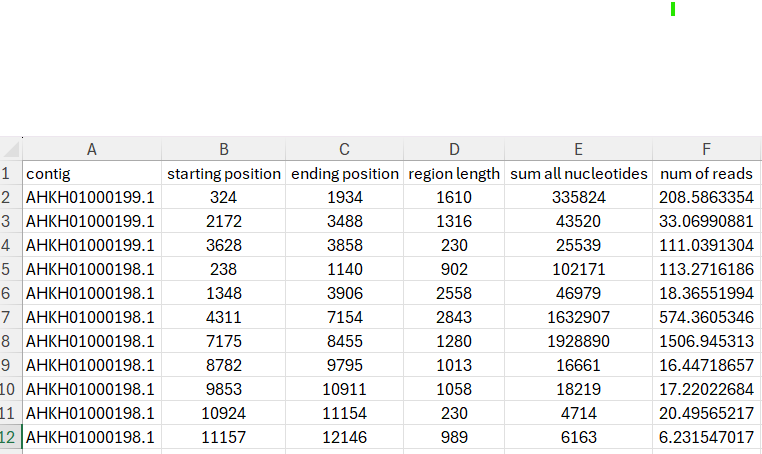 A B C D E F
1 contig starting position ending position region length sum all nucleotides num of reads
2 AHKH01000199.1 324 1934 1610 335824 208.5863354
3 AHKH01000199.1 2172 3488 1316 43520 33.06990881
4 AHKH01000199.1 3628 3858 230 25539 111.0391304
5 AHKH01000198.1 238 1140 902 102171 113.2716186
6 AHKH01000198.1 1348 3906 2558 46979 18.36551994
7 AHKH01000198.1 4311 7154 2843 1632907 574.3605346
8 AHKH01000198.1 7175 8455 1280 1928890 1506.945313
9 AHKH01000198.1 8782 9795 1013 16661 16.44718657
10 AHKH01000198.1 9853 10911 1058 18219 17.22022684
11 AHKH01000198.1 10924 11154 230 4714 20.49565217
12 AHKH01000198.1 11157 12146 989 6163 6.231547017